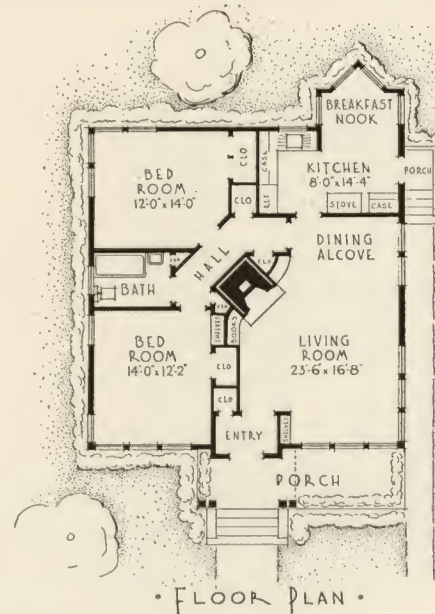 BREAKFAST
NOOK
CLO
CASE
BED
ROOM
12'-0" x 14'-0"
KITCHEN
8'-0" x 14'-4"
PORCH
CLO
REF
STOVE
CASE
DINING
ALCOVE
HALL
CLO
BATH
SHELVES
BOOKS
BED
ROOM
14'-0" x 12'-2"
LIVING
ROOM
23'-6" x 16'-8"
CLO
CLO
ENTRY
SHELVES
PORCH
• FLOOR PLAN •